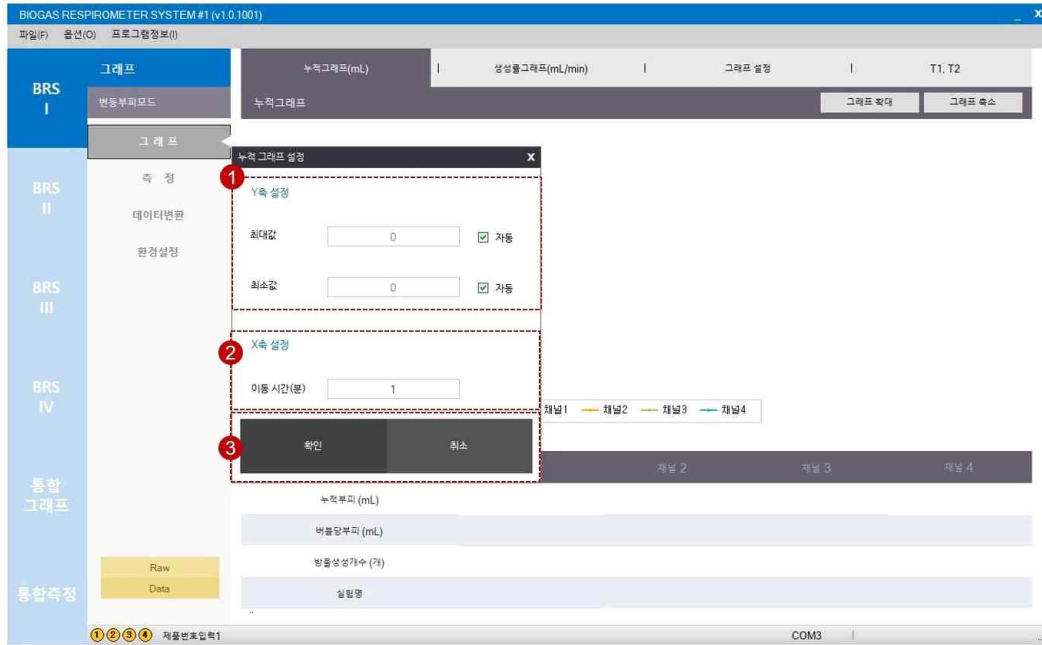 BIOGAS RESPIROMETER SYSTEM #1 (v1.0.1001) _ x
파일(F) 옵션(O) 프로그램정보(I)
BRS I
BRS II
BRS III
BRS IV
통합 그래프
통합측정
그래프
변동부피모드
그 래 프
측 정
데이터변환
환경설정
Raw
Data
누적그래프(mL) | 생성률그래프(mL/min) | 그래프 설정 | T1, T2
누적그래프 그래프 확대 그래프 축소
누적 그래프 설정 x
1
Y축 설정
최대값 0 자동
최소값 0 자동
2
X축 설정
이동 시간(분) 1
3
확인 취소
채널1 채널2 채널3 채널4
채널 2 채널 3 채널 4
누적부피 (mL)
버블당부피 (mL)
방울생성개수 (개)
실험명
1 2 3 4 제품번호입력1 COM3